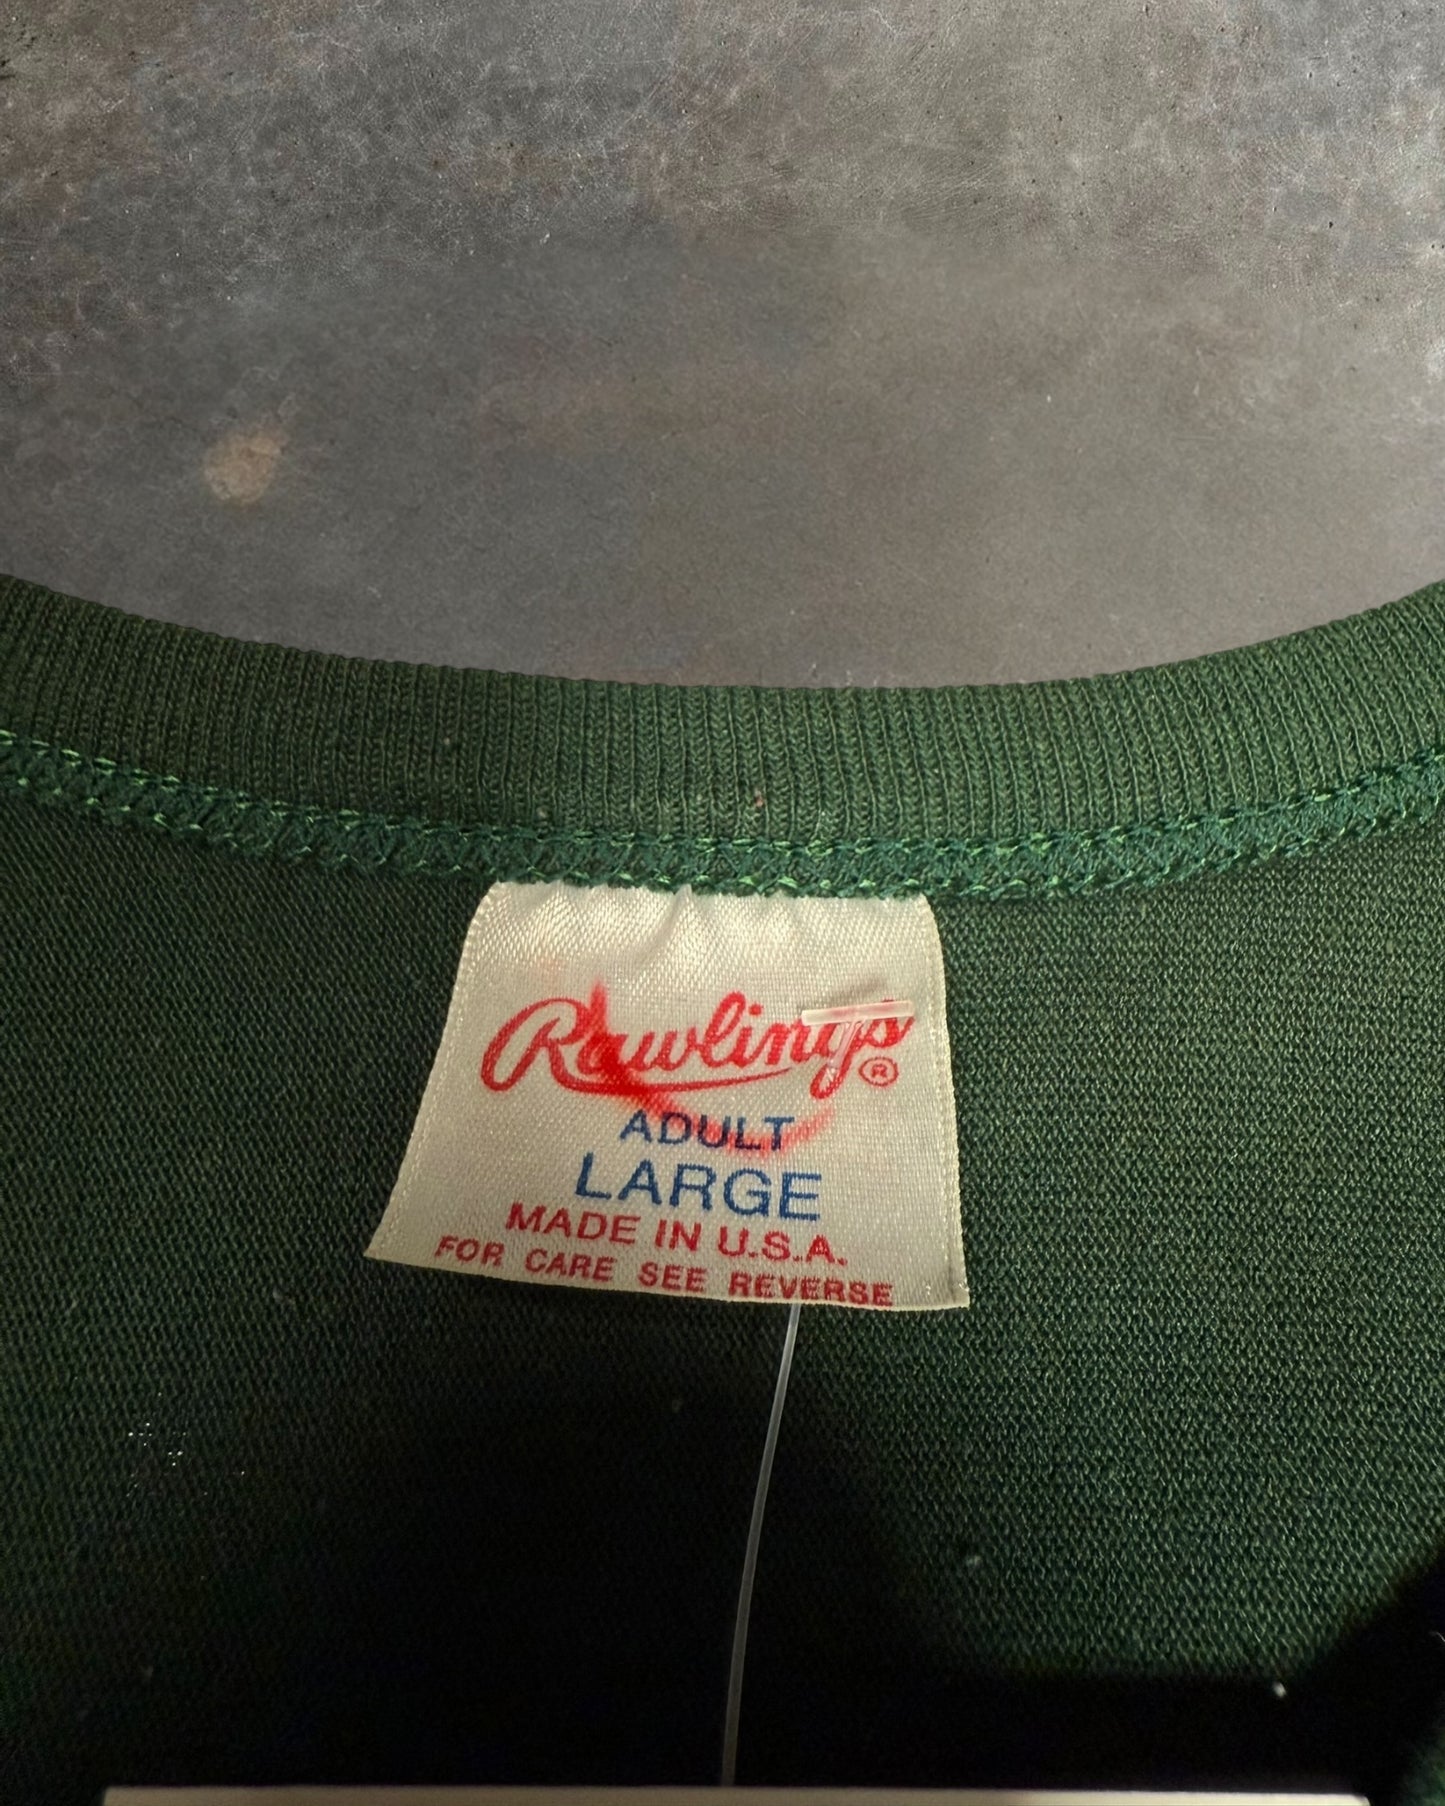 Rawlings®
ADULT
LARGE
MADE IN U.S.A.
FOR CARE SEE REVERSE